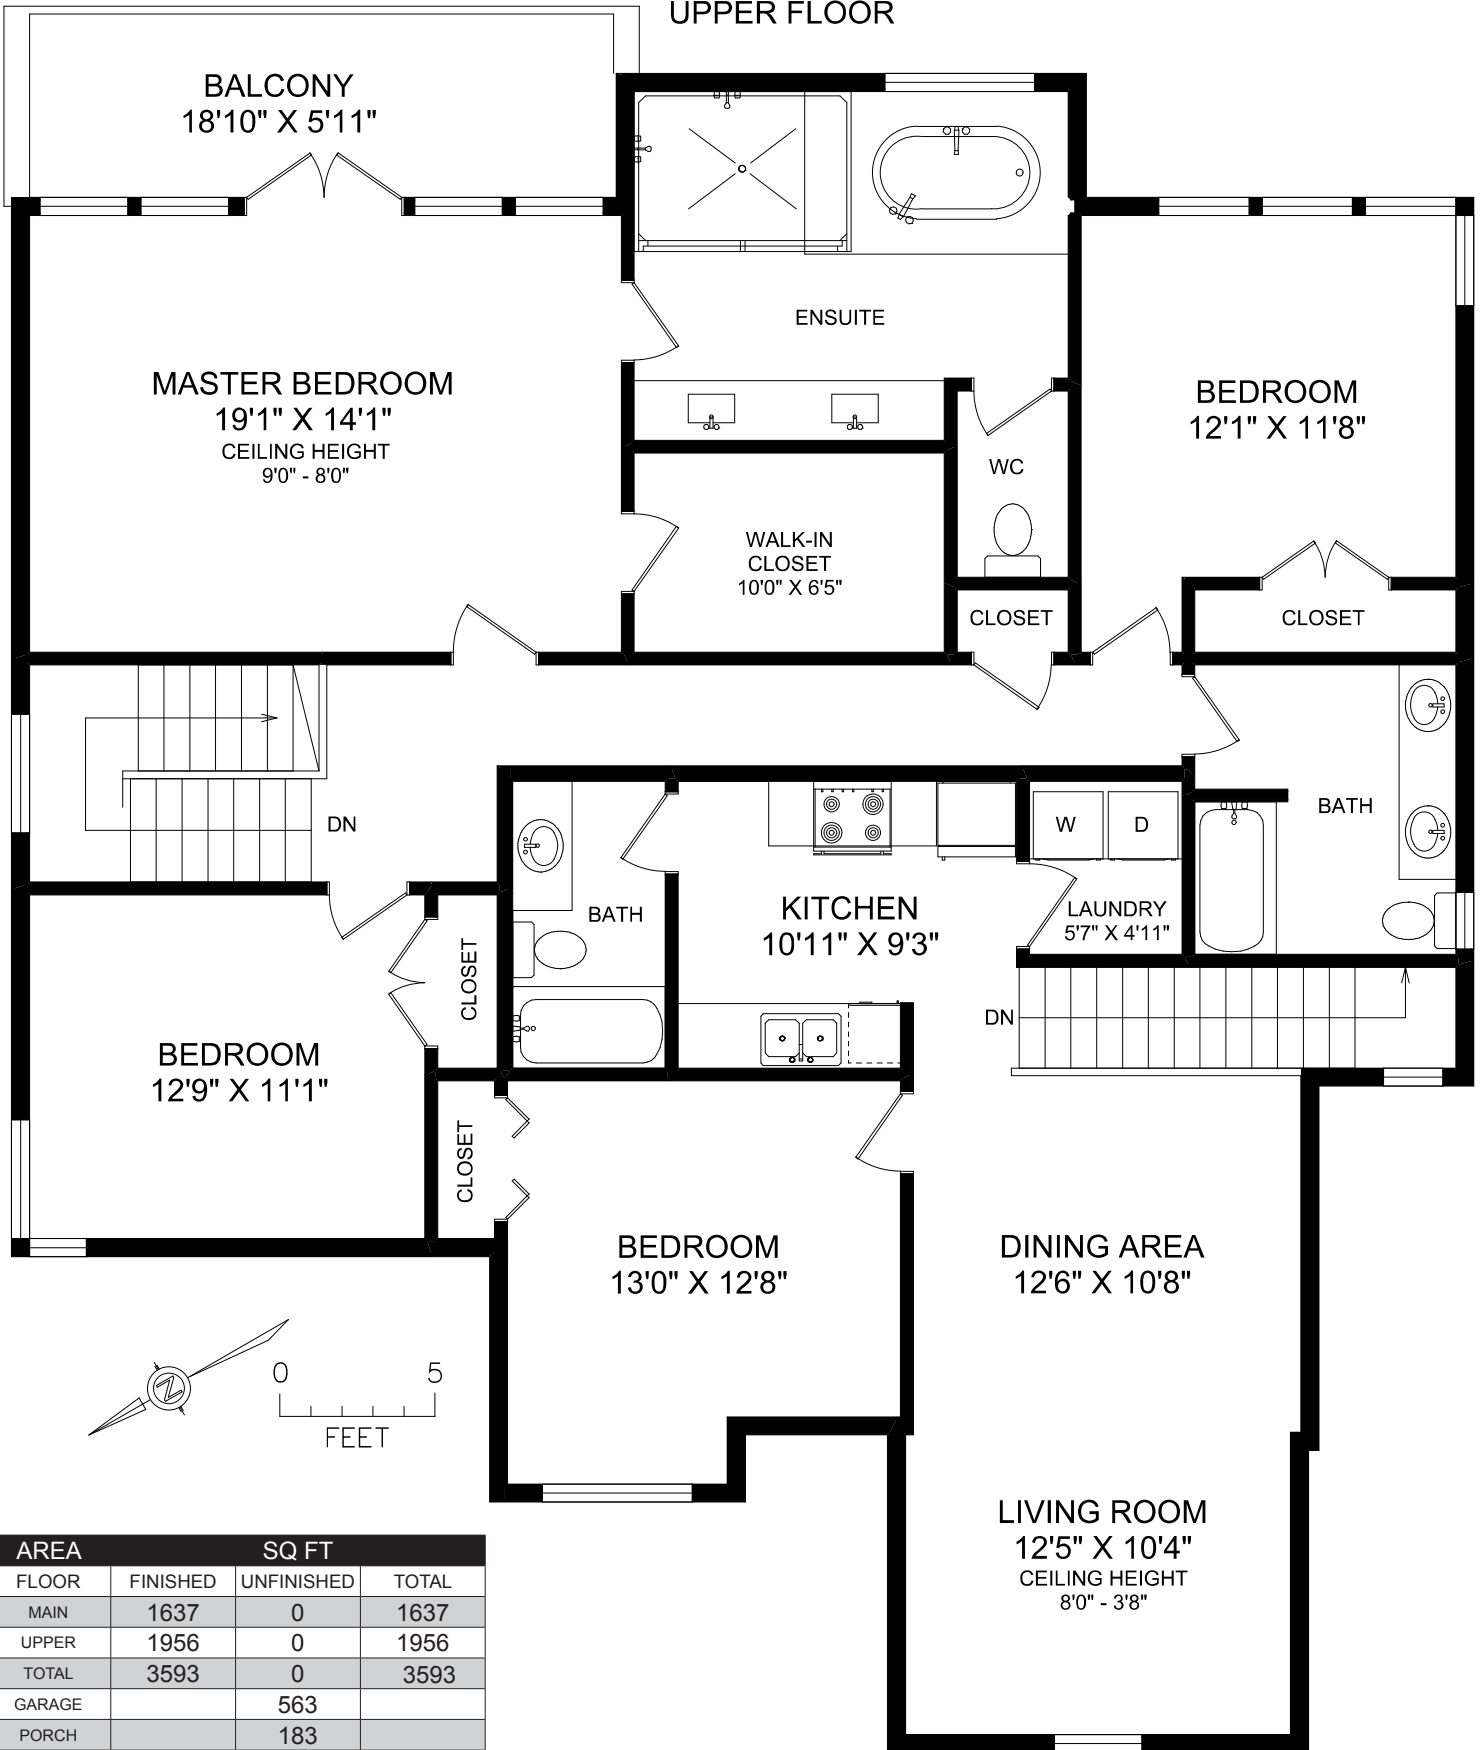 UPPER FLOOR
BALCONY
18'10" X 5'11"
ENSUITE
MASTER BEDROOM
19'1" X 14'1"
CEILING HEIGHT
9'0" - 8'0"
BEDROOM
12'1" X 11'8"
WC
WALK-IN
CLOSET
10'0" X 6'5"
CLOSET
CLOSET
DN
BATH
W
D
BATH
KITCHEN
10'11" X 9'3"
LAUNDRY
5'7" X 4'11"
CLOSET
DN
BEDROOM
12'9" X 11'1"
CLOSET
BEDROOM
13'0" X 12'8"
DINING AREA
12'6" X 10'8"
N
0 5
FEET
LIVING ROOM
12'5" X 10'4"
CEILING HEIGHT
8'0" - 3'8"
AREA SQ FT
FLOOR FINISHED UNFINISHED TOTAL
MAIN 1637 0 1637
UPPER 1956 0 1956
TOTAL 3593 0 3593
GARAGE 563
PORCH 183